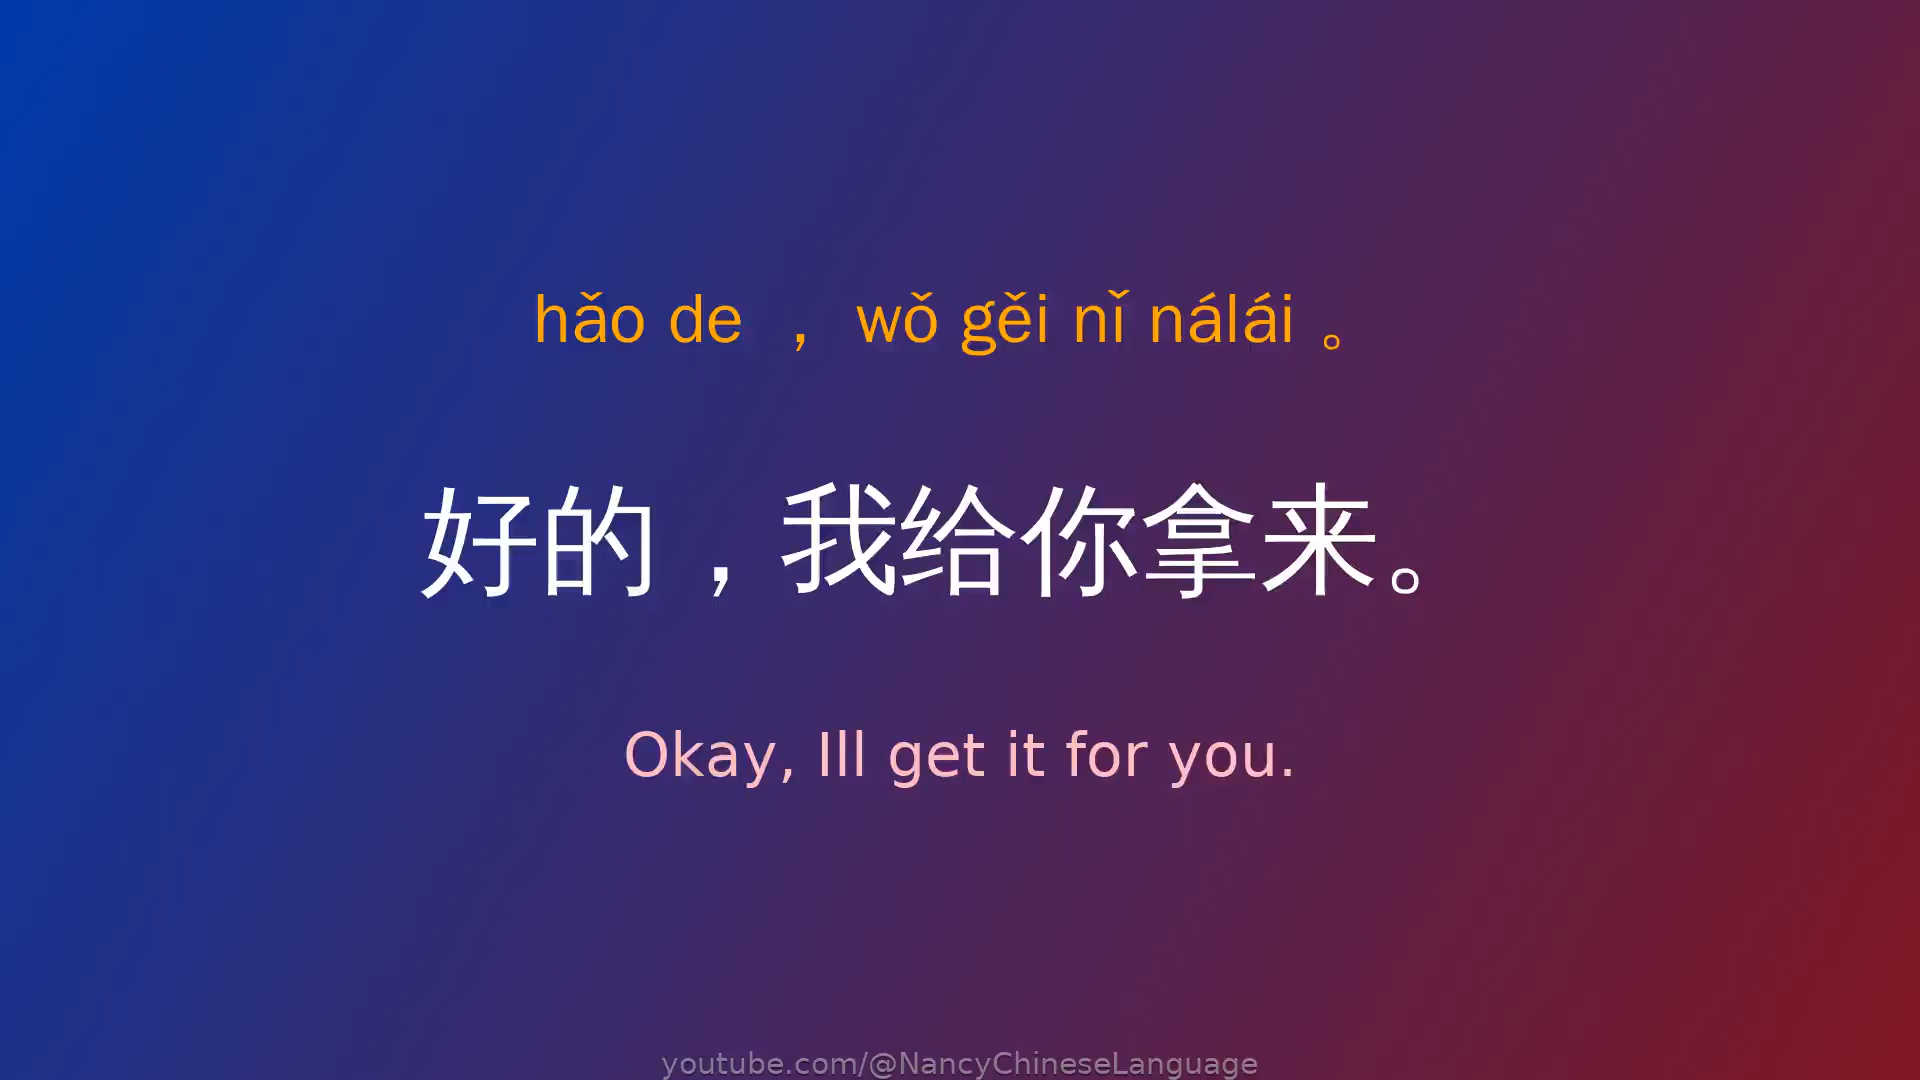 hǎo de ，wǒ gěi nǐ nálái 。
好的，我给你拿来。
Okay, Ill get it for you.
youtube.com/@NancyChineseLanguage